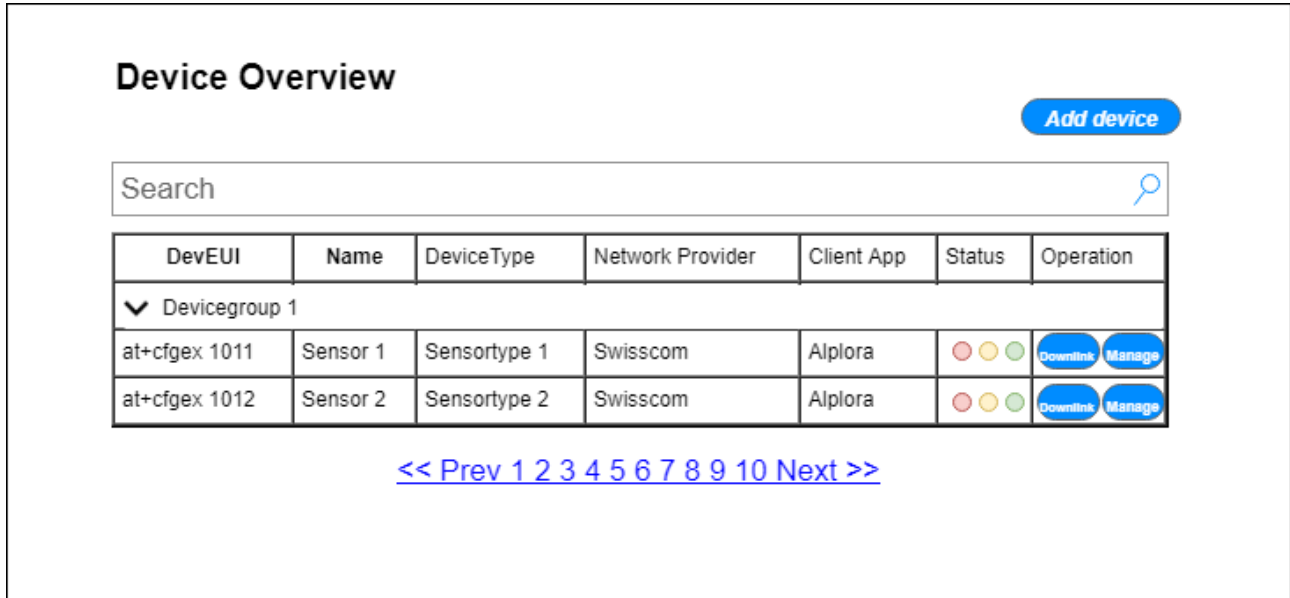 Device Overview
Add device
Search
DevEUI Name DeviceType Network Provider Client App Status Operation
Devicegroup 1
at+cfgex 1011 Sensor 1 Sensortype 1 Swisscom Alplora Downlink Manage
at+cfgex 1012 Sensor 2 Sensortype 2 Swisscom Alplora Downlink Manage
<< Prev 1 2 3 4 5 6 7 8 9 10 Next >>